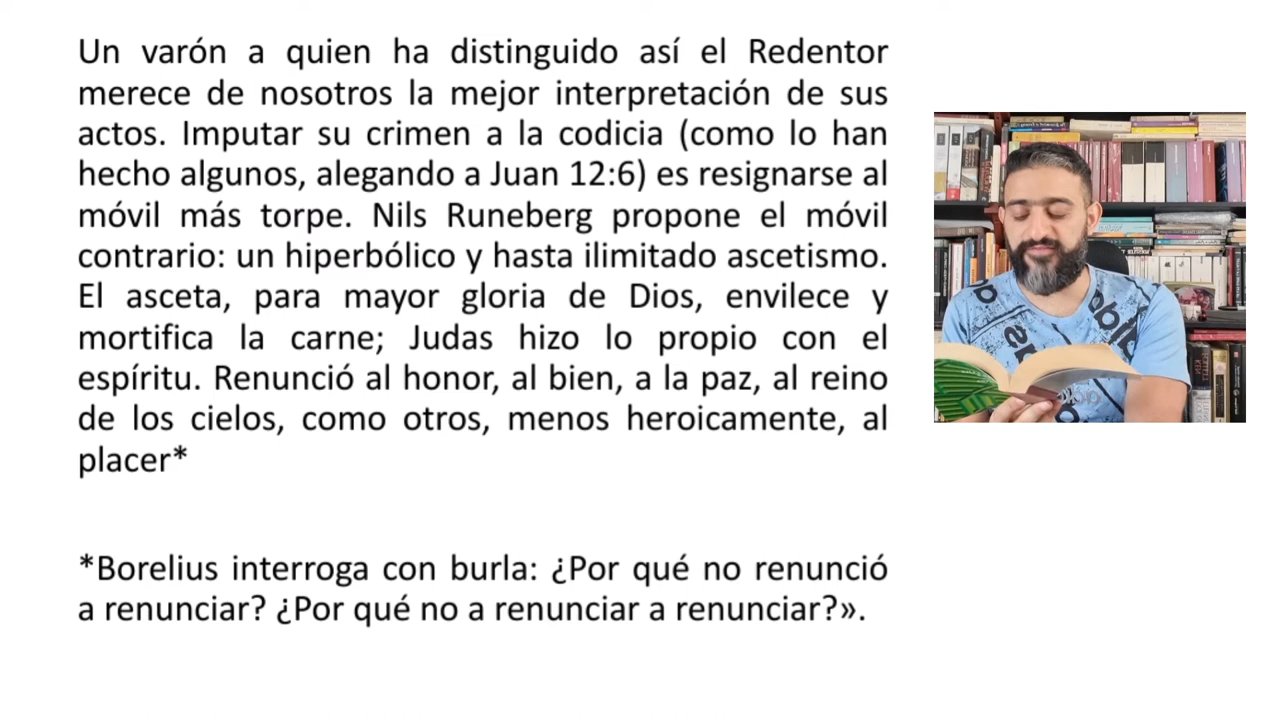 Un varón a quien ha distinguido así el Redentor
merece de nosotros la mejor interpretación de sus
actos. Imputar su crimen a la codicia (como lo han
hecho algunos, alegando a Juan 12:6) es resignarse al
móvil más torpe. Nils Runeberg propone el móvil
contrario: un hiperbólico y hasta ilimitado ascetismo.
El asceta, para mayor gloria de Dios, envilece y
mortifica la carne; Judas hizo lo propio con el
espíritu. Renunció al honor, al bien, a la paz, al reino
de los cielos, como otros, menos heroicamente, al
placer*
*Borelius interroga con burla: ¿Por qué no renunció
a renunciar? ¿Por qué no a renunciar a renunciar?».